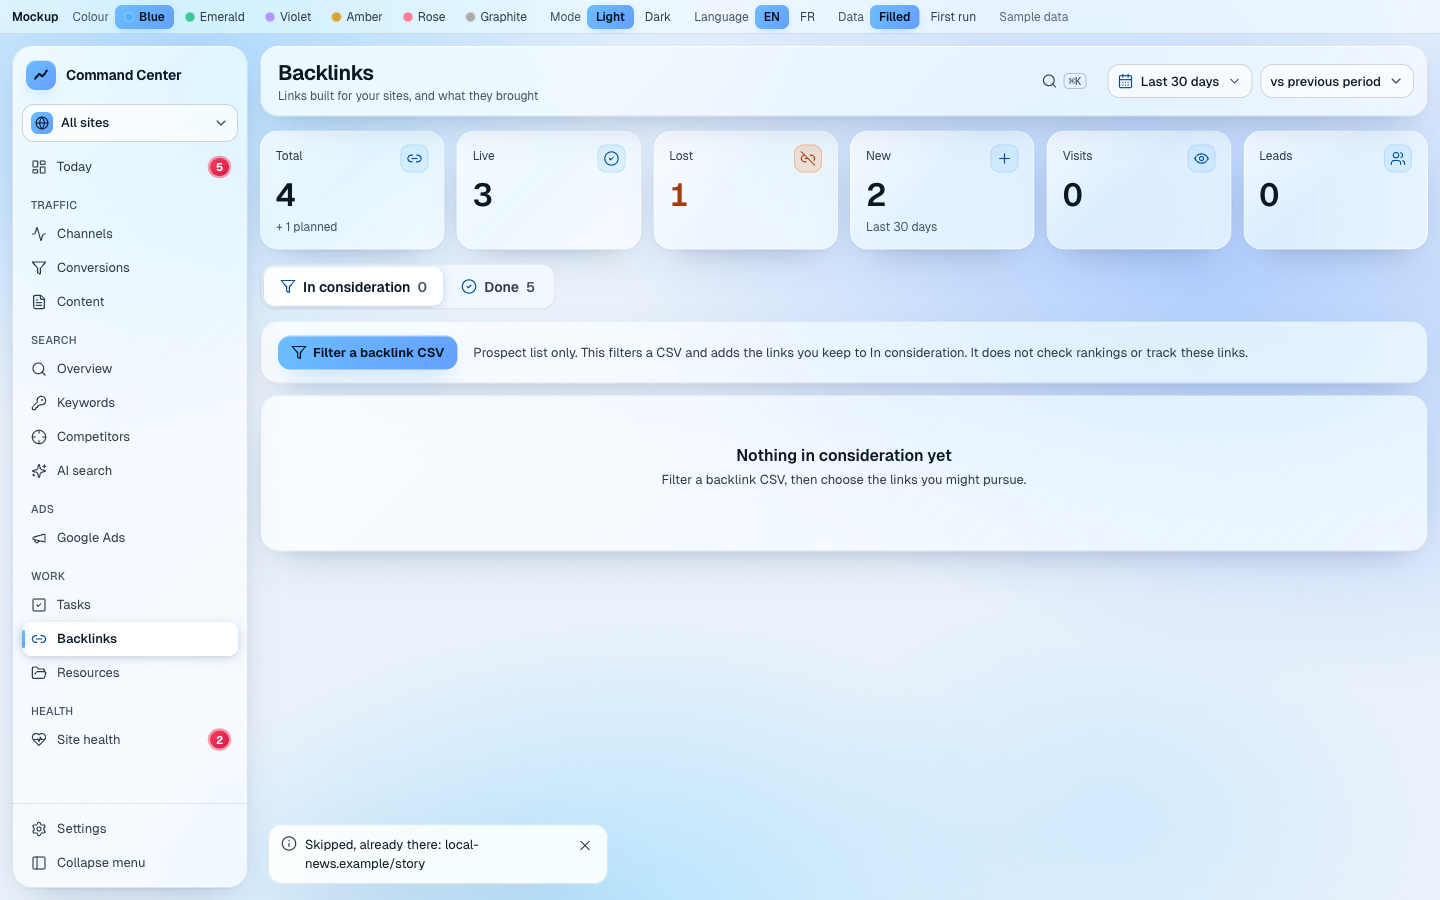 Mockup Colour Blue Emerald Violet Amber Rose Graphite Mode Light Dark Language EN FR Data Filled First run Sample data
Command Center
All sites
Today 5
TRAFFIC
Channels
Conversions
Content
SEARCH
Overview
Keywords
Competitors
AI search
ADS
Google Ads
WORK
Tasks
Backlinks
Resources
HEALTH
Site health 2
Settings
Collapse menu
Backlinks
Links built for your sites, and what they brought
⌘K
Last 30 days
vs previous period
Total
4
+ 1 planned
Live
3
Lost
1
New
2
Last 30 days
Visits
0
Leads
0
In consideration 0
Done 5
Filter a backlink CSV
Prospect list only. This filters a CSV and adds the links you keep to In consideration. It does not check rankings or track these links.
Nothing in consideration yet
Filter a backlink CSV, then choose the links you might pursue.
Skipped, already there: local-
news.example/story